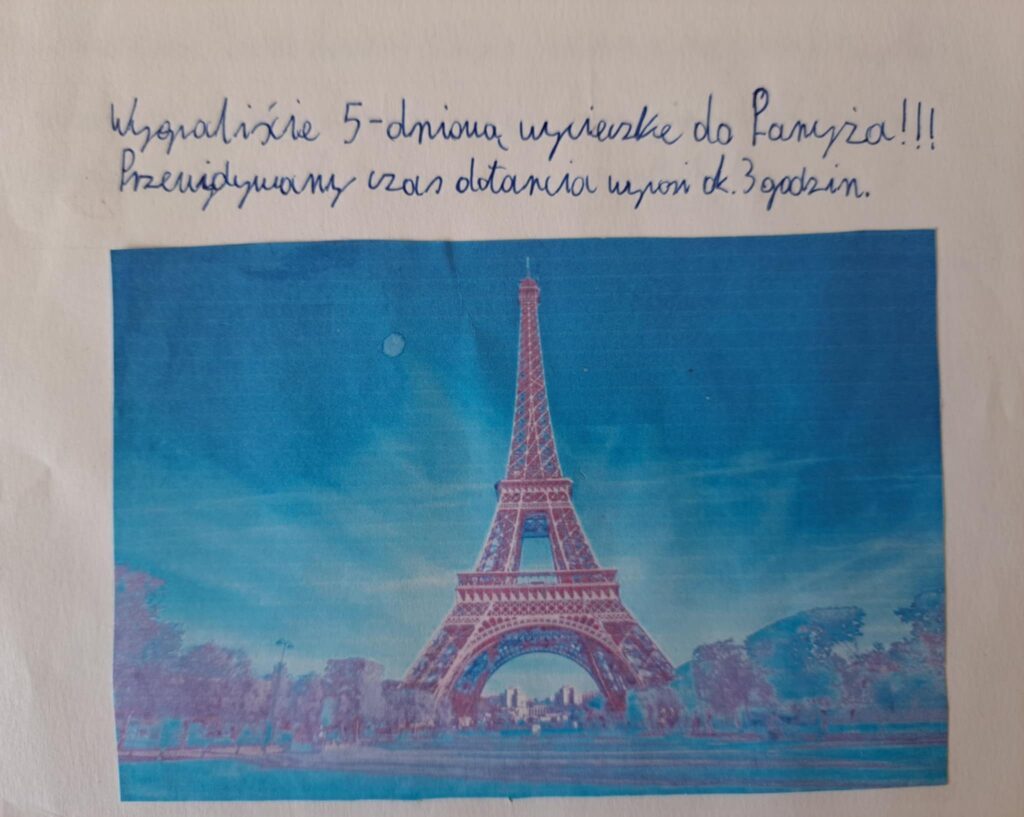 Wygraliście 5-dniową wycieczkę do Paryża!!!
Przewidywany czas dotarcia wynosi ok. 3 godzin.